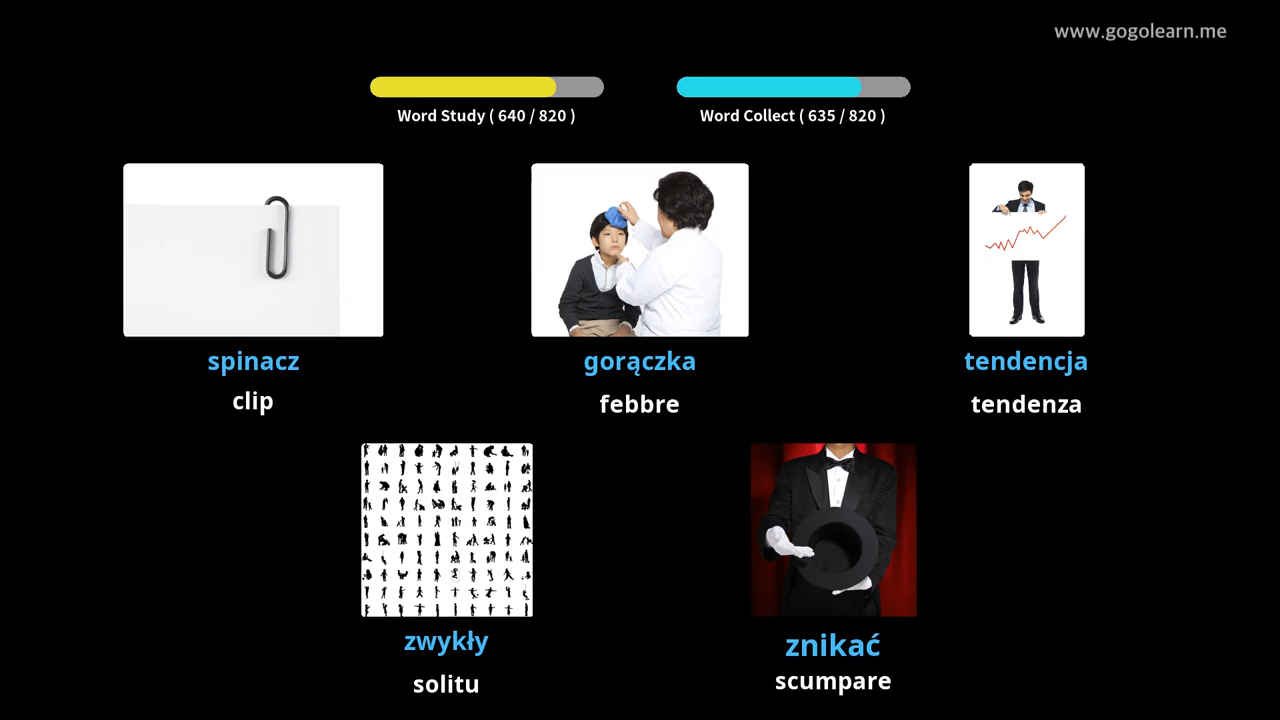 www.gogolearn.me
Word Study ( 640 / 820 )
Word Collect ( 635 / 820 )
spinacz
gorączka
tendencja
clip
febbre
tendenza
zwykły
znikać
solitu
scumpare